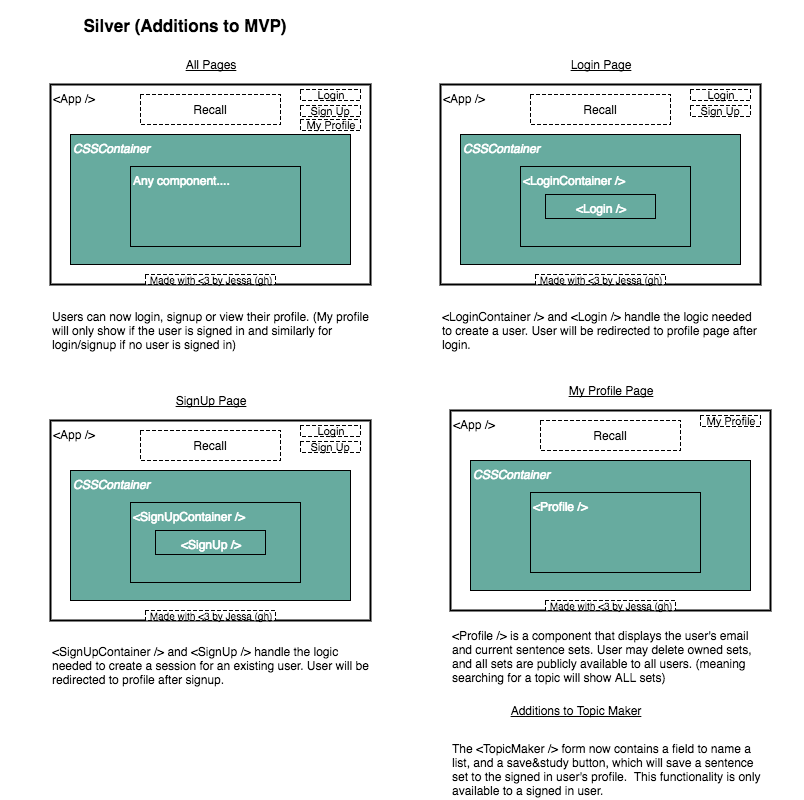 Silver (Additions to MVP)
All Pages
<App />
Recall
Login
Sign Up
My Profile
CSSContainer
Any component....
Made with <3 by Jessa (gh)
Users can now login, signup or view their profile. (My profile
will only show if the user is signed in and similarly for
login/signup if no user is signed in)
Login Page
<App />
Recall
Login
Sign Up
CSSContainer
<LoginContainer />
<Login />
Made with <3 by Jessa (gh)
<LoginContainer /> and <Login /> handle the logic needed
to create a user. User will be redirected to profile page after
login.
SignUp Page
<App />
Recall
Login
Sign Up
CSSContainer
<SignUpContainer />
<SignUp />
Made with <3 by Jessa (gh)
<SignUpContainer /> and <SignUp /> handle the logic
needed to create a session for an existing user. User will be
redirected to profile after signup.
My Profile Page
<App />
Recall
My Profile
CSSContainer
<Profile />
Made with <3 by Jessa (gh)
<Profile /> is a component that displays the user's email
and current sentence sets. User may delete owned sets,
and all sets are publicly available to all users. (meaning
searching for a topic will show ALL sets)
Additions to Topic Maker
The <TopicMaker /> form now contains a field to name a
list, and a save&study button, which will save a sentence
set to the signed in user's profile.  This functionality is only
available to a signed in user.